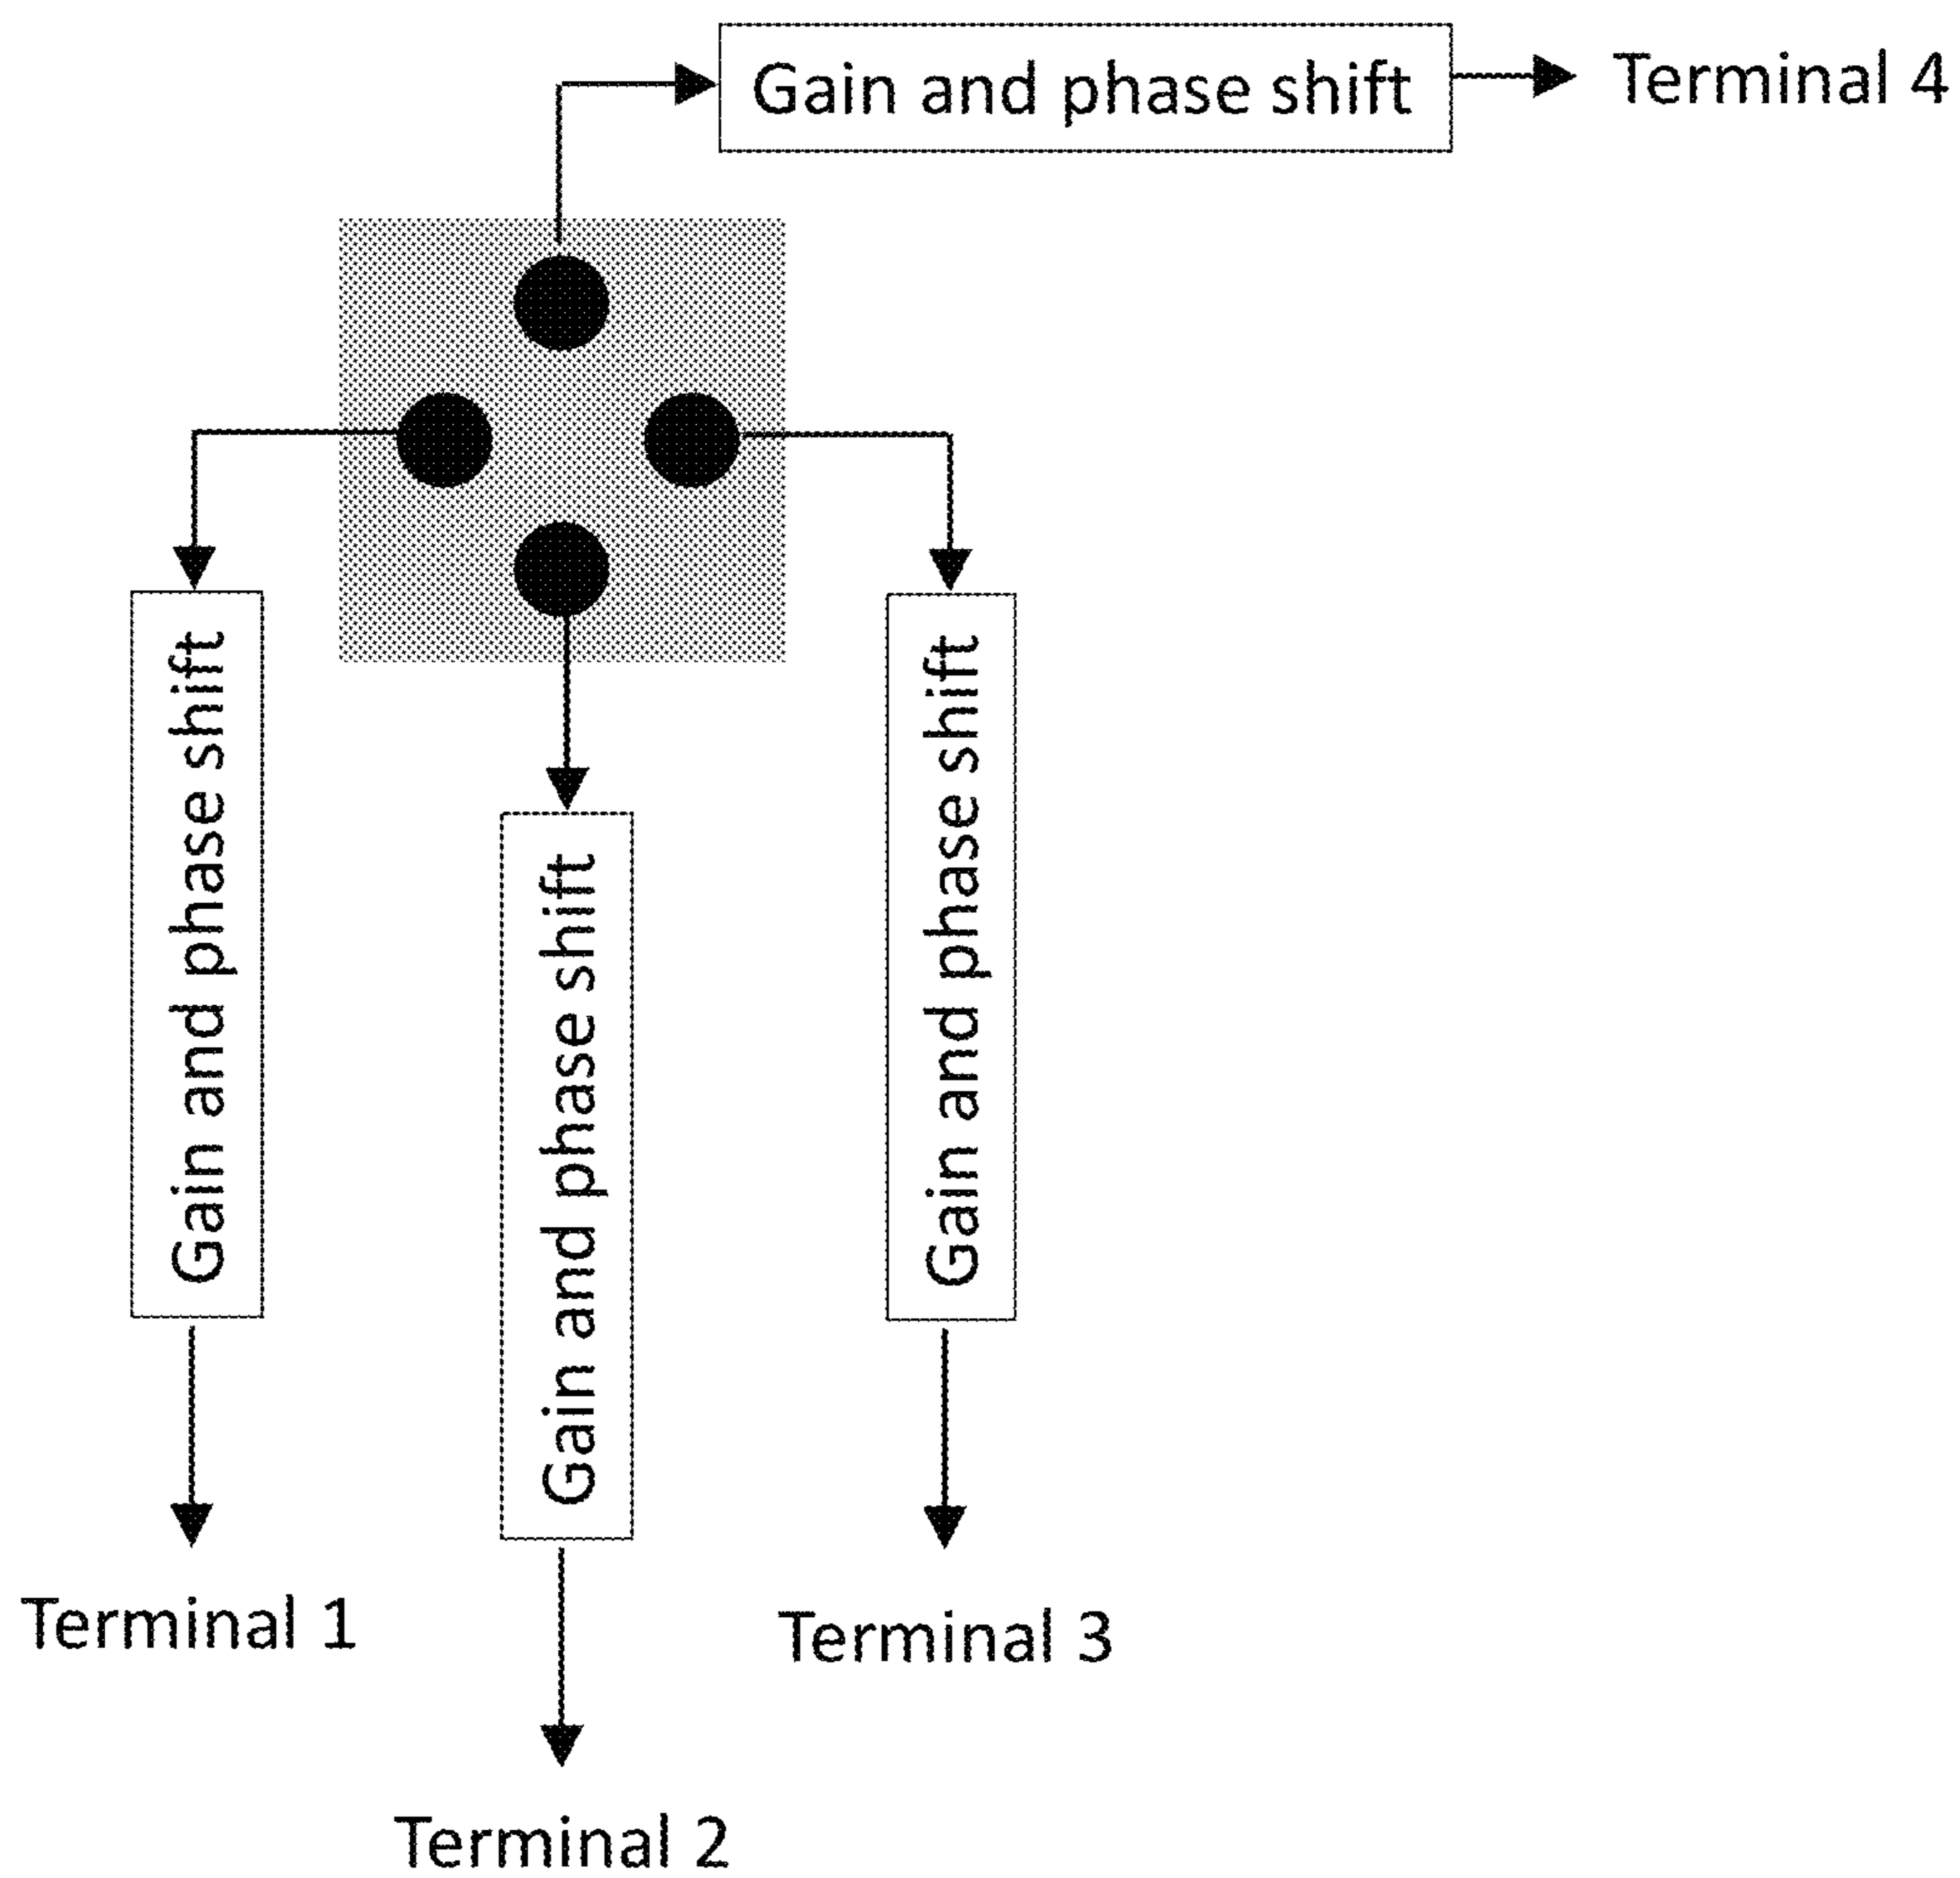 Gain and phase shift
Terminal 4
Gain and phase shift
Gain and phase shift
Gain and phase shift
Terminal 1
Terminal 3
Terminal 2